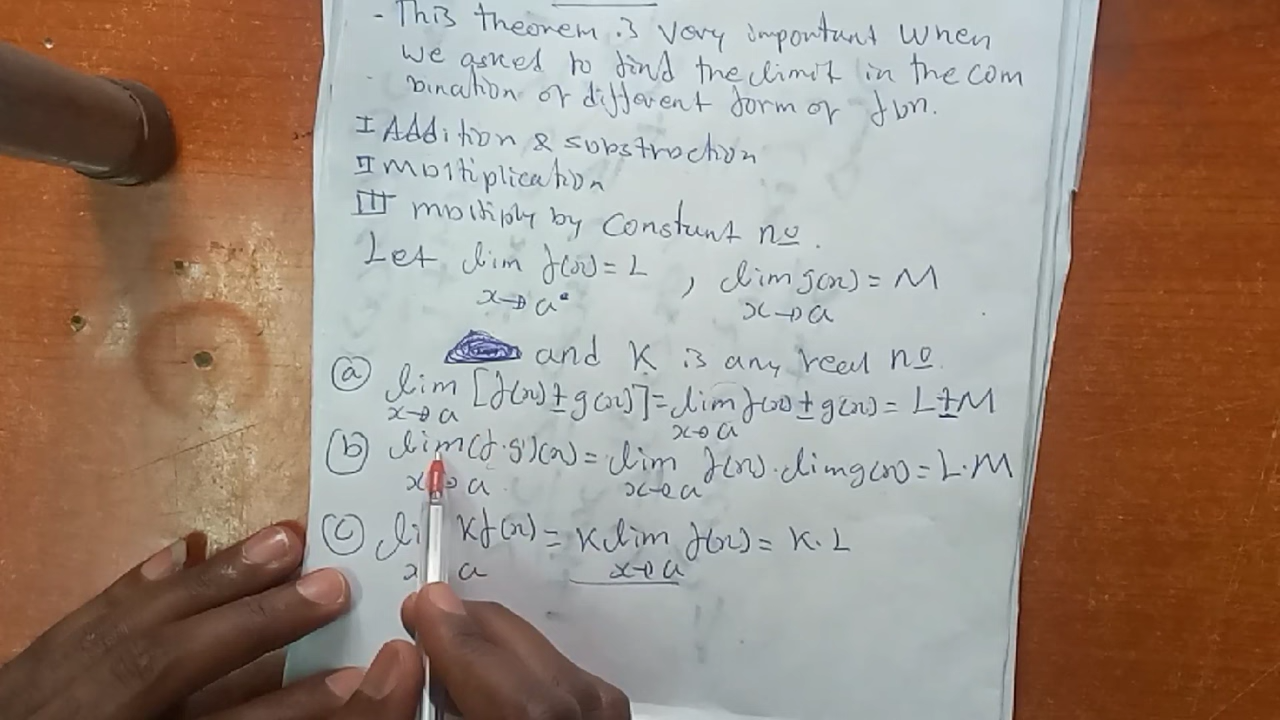 - This theorem is very important when
we asked to find the limit in the com
bination of different form of fxn.
I Addition & substraction
II multiplication
III multiply by constant no.
Let lim f(x) = L , lim g(x) = M
x→a x→a
and K is any real no.
(a) lim [f(x) ± g(x)] = lim f(x) ± g(x) = L ± M
x→a x→a
(b) lim (f.g)(x) = lim f(x) . lim g(x) = L.M
x→a x→a
(c) li Kf(x) = K lim f(x) = K.L
x a x→a